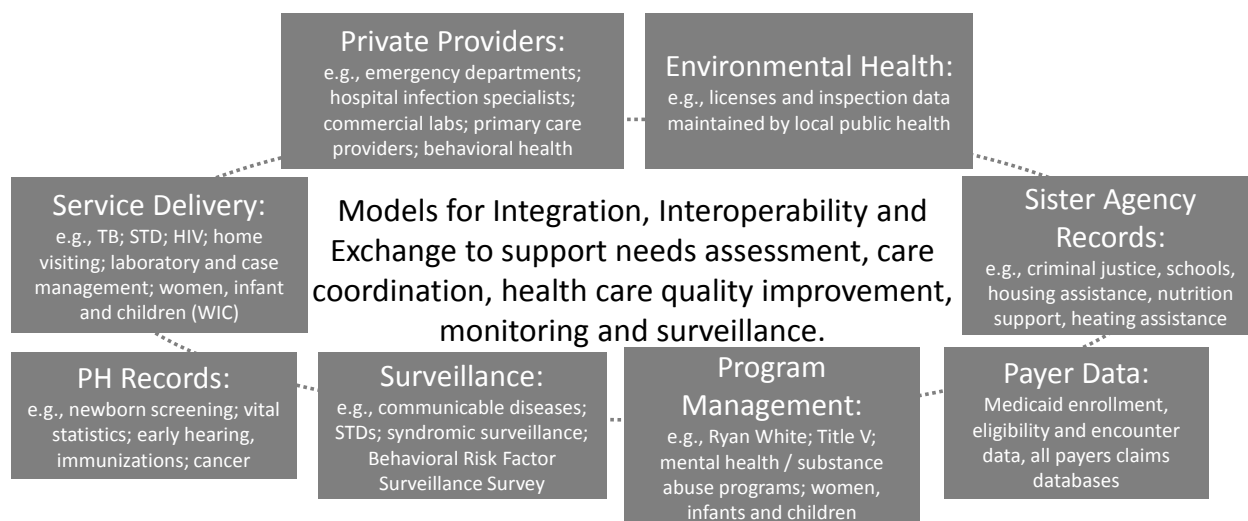 Private Providers:
e.g., emergency departments;
hospital infection specialists;
commercial labs; primary care
providers; behavioral health
Environmental Health:
e.g., licenses and inspection data
maintained by local public health
Service Delivery:
e.g., TB; STD; HIV; home
visiting; laboratory and case
management; women, infant
and children (WIC)
Models for Integration, Interoperability and
Exchange to support needs assessment, care
coordination, health care quality improvement,
monitoring and surveillance.
Sister Agency
Records:
e.g., criminal justice, schools,
housing assistance, nutrition
support, heating assistance
PH Records:
e.g., newborn screening; vital
statistics; early hearing,
immunizations; cancer
Surveillance:
e.g., communicable diseases;
STDs; syndromic surveillance;
Behavioral Risk Factor
Surveillance Survey
Program
Management:
e.g., Ryan White; Title V;
mental health / substance
abuse programs; women,
infants and children
Payer Data:
Medicaid enrollment,
eligibility and encounter
data, all payers claims
databases